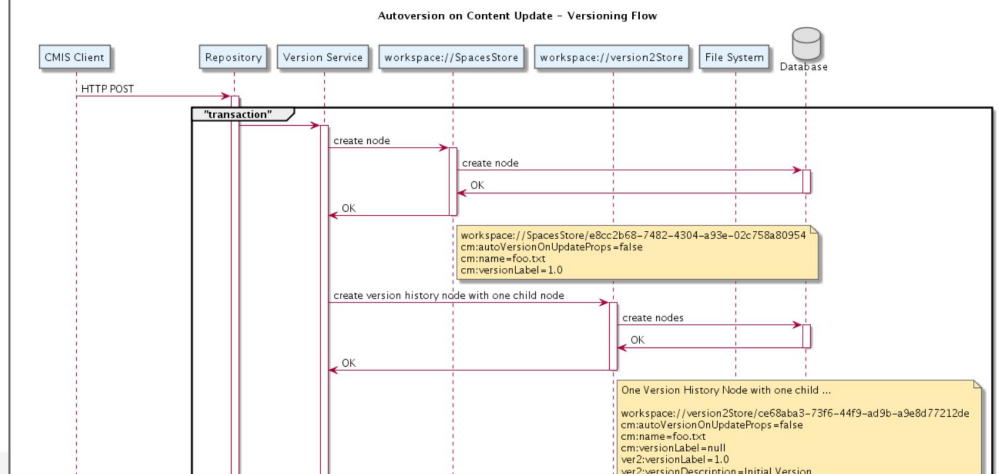 Autoversion on Content Update - Versioning Flow
CMIS Client
Repository
Version Service
workspace://SpacesStore
workspace://version2Store
File System
Database
HTTP POST
"transaction"
create node
create node
OK
OK
workspace://SpacesStore/e8cc2b68-7482-4304-a93e-02c758a80954
cm:autoVersionOnUpdateProps=false
cm:name=foo.txt
cm:versionLabel=1.0
create version history node with one child node
create nodes
OK
OK
One Version History Node with one child ...
workspace://version2Store/ce68aba3-73f6-44f9-ad9b-a9e8d77212de
cm:autoVersionOnUpdateProps=false
cm:name=foo.txt
cm:versionLabel=null
ver2:versionLabel=1.0
ver2:versionDescription=Initial Version